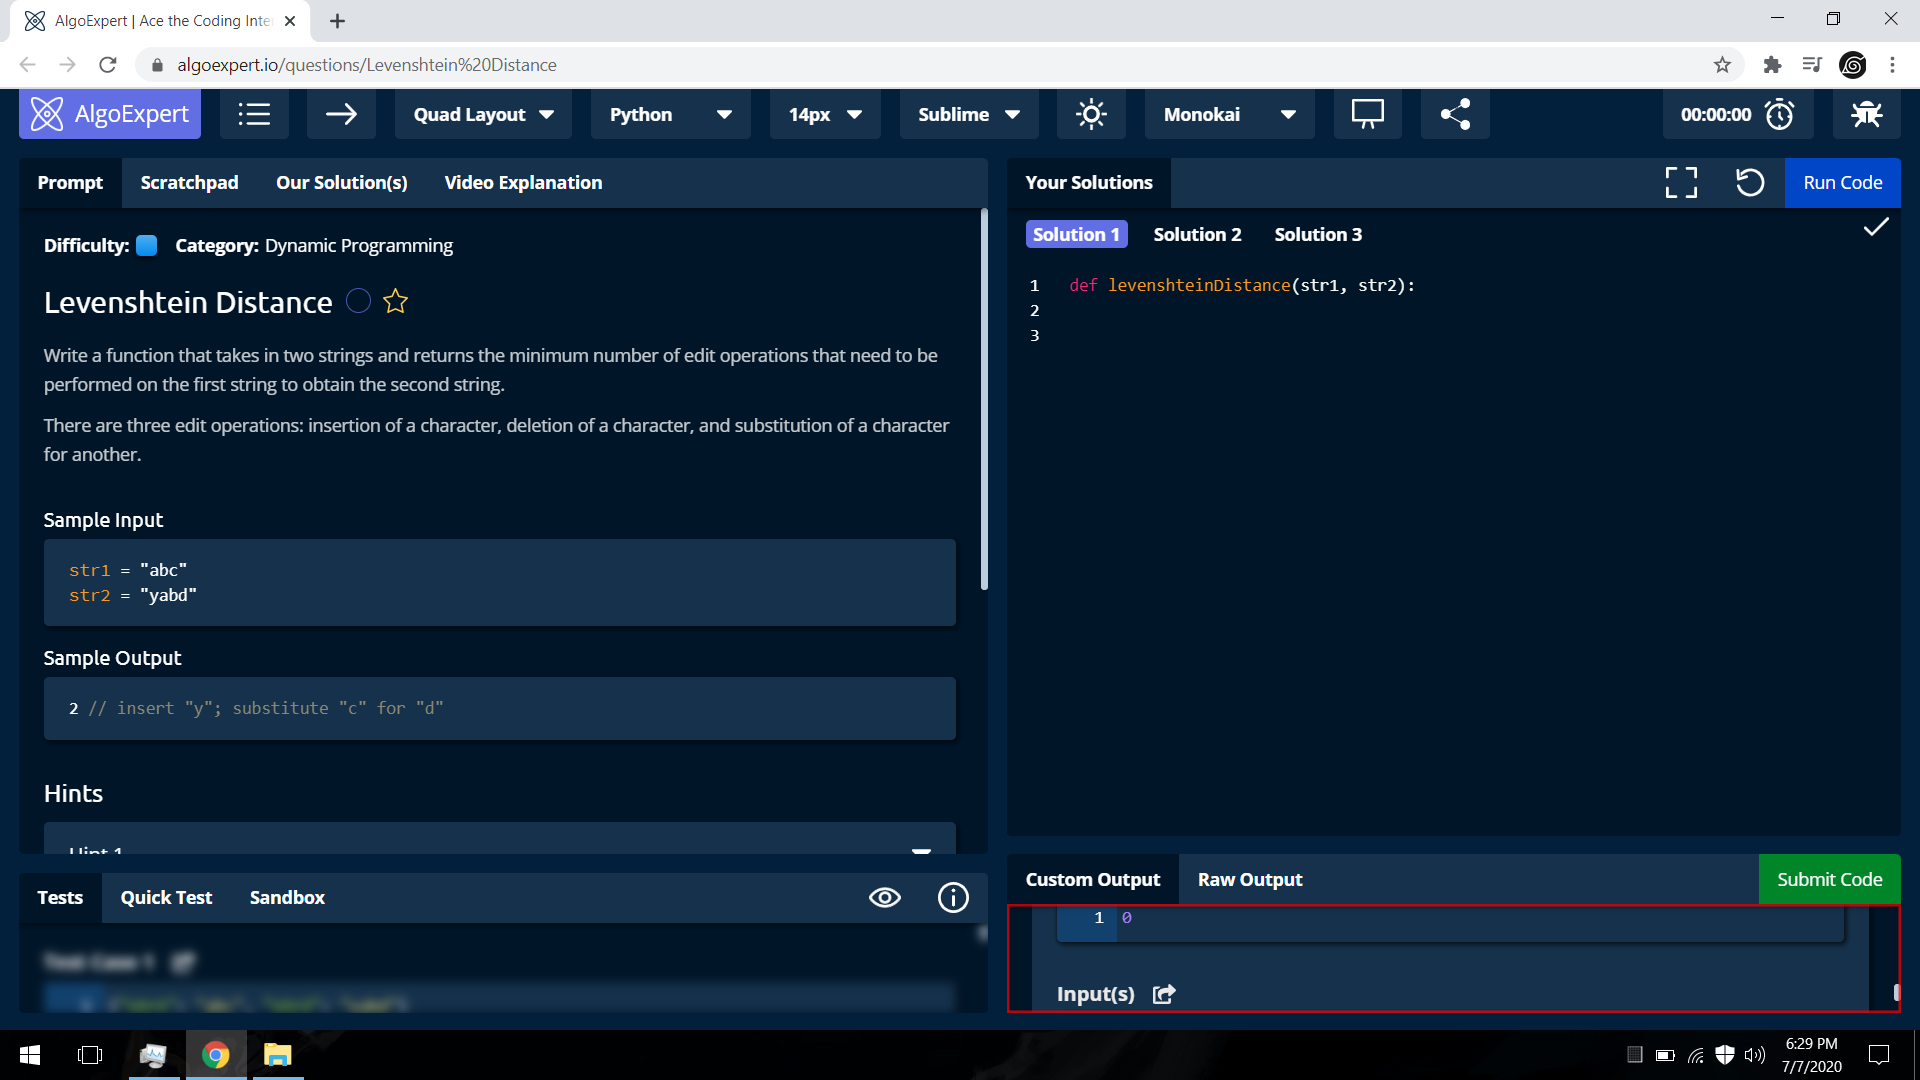 AlgoExpert | Ace the Coding Inte
algoexpert.io/questions/Levenshtein%20Distance
AlgoExpert
Quad Layout
Python
14px
Sublime
Monokai
00:00:00
Prompt
Scratchpad
Our Solution(s)
Video Explanation
Difficulty:
Category: Dynamic Programming
Levenshtein Distance
Write a function that takes in two strings and returns the minimum number of edit operations that need to be
performed on the first string to obtain the second string.
There are three edit operations: insertion of a character, deletion of a character, and substitution of a character
for another.
Sample Input
str1 = "abc"
str2 = "yabd"
Sample Output
2 // insert "y"; substitute "c" for "d"
Hints
Hint 1
Tests
Quick Test
Sandbox
Test Case 1
Your Solutions
Run Code
Solution 1
Solution 2
Solution 3
1 def levenshteinDistance(str1, str2):
2
3
Custom Output
Raw Output
Submit Code
1 0
Input(s)
6:29 PM
7/7/2020